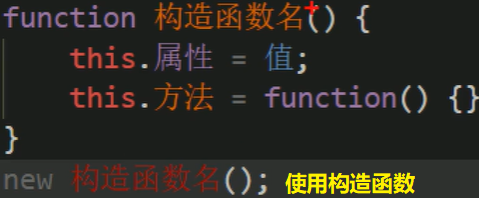 function 构造函数名() {
this.属性 = 值;
this.方法 = function() {}
}
new 构造函数名(); 使用构造函数